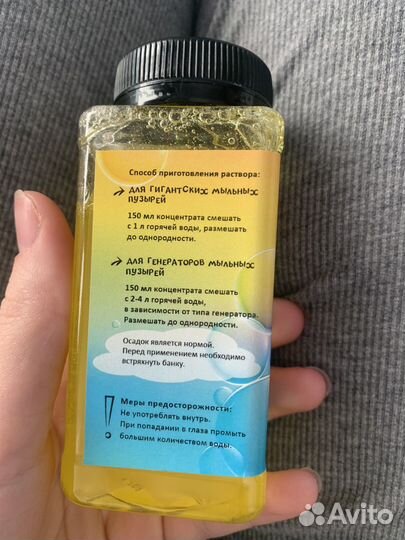 Способ приготовления раствора:
ДЛЯ ГИГАНТСКИХ МЫЛЬНЫХ
ПУЗЫРЕЙ
150 мл концентрата смешать
с 1 л горячей воды, размешать
до однородности.
ДЛЯ ГЕНЕРАТОРОВ МЫЛЬНЫХ
ПУЗЫРЕЙ
150 мл концентрата смешать
с 2-4 л горячей воды,
в зависимости от типа генератора.
Размешать до однородности.
Осадок является нормой.
Перед применением необходимо
встряхнуть банку.
Меры предосторожности:
Не употреблять внутрь.
При попадании в глаза промыть
большим количеством воды.
Avito